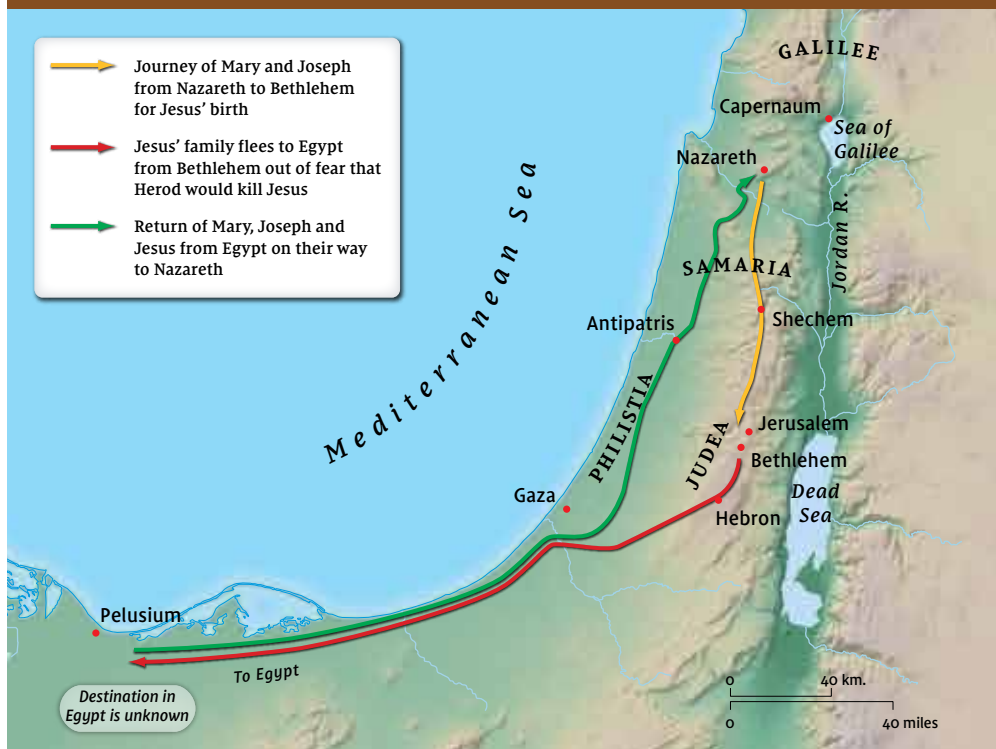 Journey of Mary and Joseph
from Nazareth to Bethlehem
for Jesus' birth
Jesus' family flees to Egypt
from Bethlehem out of fear that
Herod would kill Jesus
Return of Mary, Joseph and
Jesus from Egypt on their way
to Nazareth
GALILEE
Capernaum
Sea of
Galilee
Nazareth
Jordan R.
Mediterranean Sea
SAMARIA
Shechem
Antipatris
PHILISTIA
JUDEA
Jerusalem
Bethlehem
Dead
Sea
Gaza
Hebron
Pelusium
To Egypt
Destination in
Egypt is unknown
0 40 km.
0 40 miles